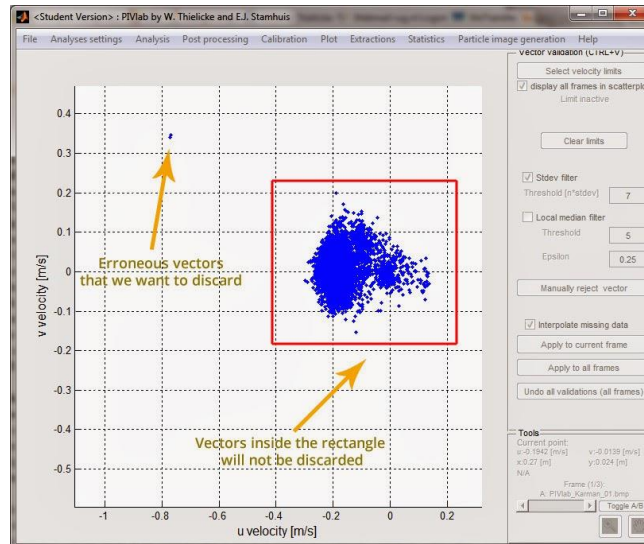 <Student Version> : PIVlab by W. Thielicke and E.J. Stamhuis
File Analyses settings Analysis Post processing Calibration Plot Extractions Statistics Particle image generation Help
Vector validation (CTRL+V)
Select velocity limits
display all frames in scatterplo
Limit inactive
Clear limits
Stdev filter
Threshold [n*stdev] 7
Local median filter
Threshold 5
Epsilon 0.25
Manually reject vector
Interpolate missing data
Apply to current frame
Apply to all frames
Undo all validations (all frames)
Tools
Current point:
u:-0.1942 [m/s] v:-0.0139 [m/s]
x:0.27 [m] y:0.024 [m]
N/A
Frame (1/3):
A: PIVlab_Karman_01.bmp
Toggle A/B
v velocity [m/s]
0.4
0.3
0.2
0.1
0
-0.1
-0.2
-0.3
-0.4
-0.5
Erroneous vectors
that we want to discard
Vectors inside the rectangle
will not be discarded
-1 -0.8 -0.6 -0.4 -0.2 0 0.2
u velocity [m/s]